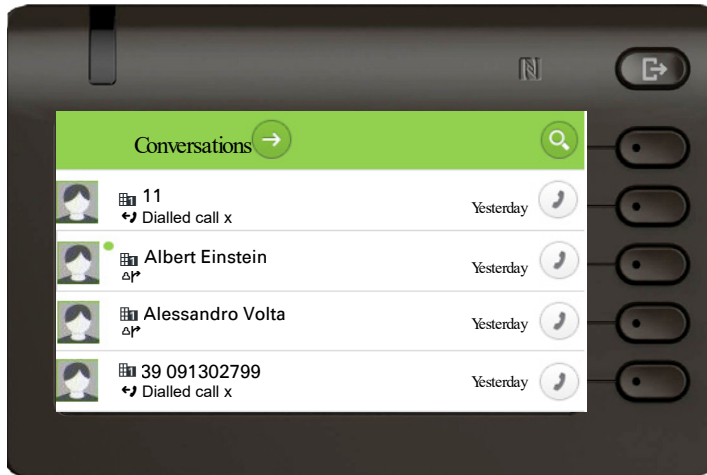 Conversations
11
Dialled call x
Yesterday
Albert Einstein
Yesterday
Alessandro Volta
Yesterday
39 091302799
Dialled call x
Yesterday